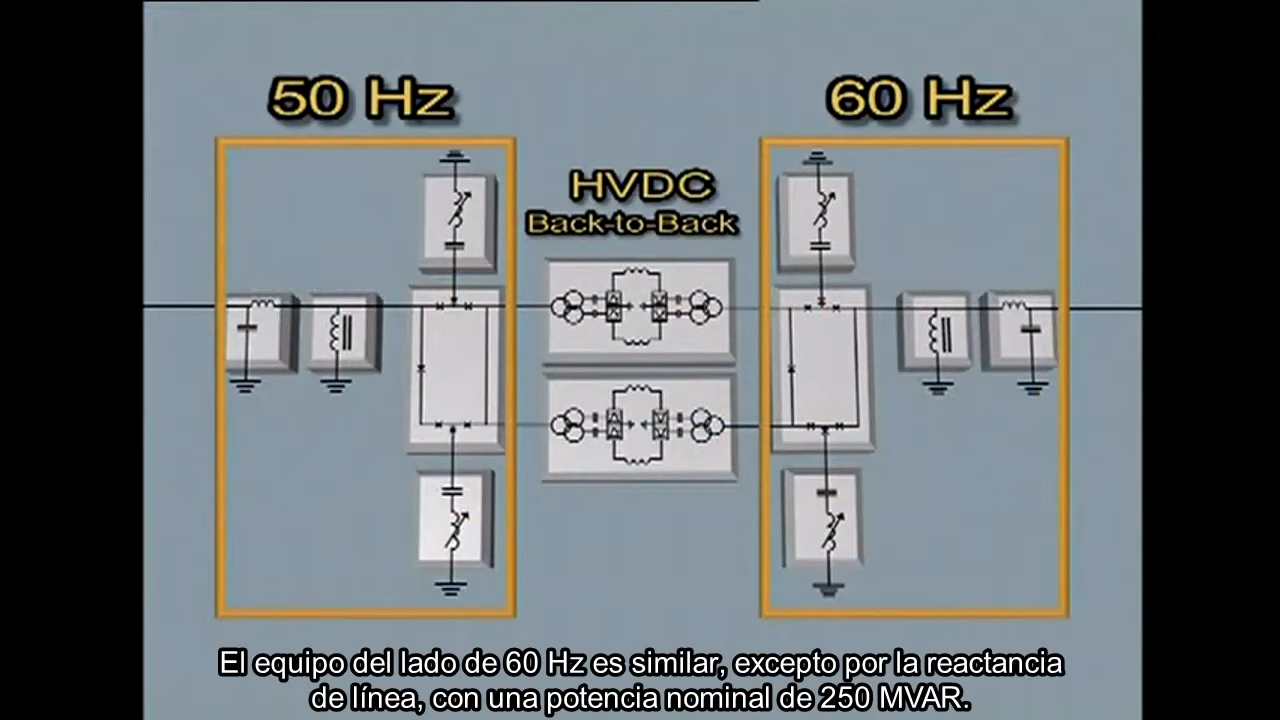 50 Hz
60 Hz
HVDC
Back-to-Back
El equipo del lado de 60 Hz es similar, excepto por la reactancia
de línea, con una potencia nominal de 250 MVAR.